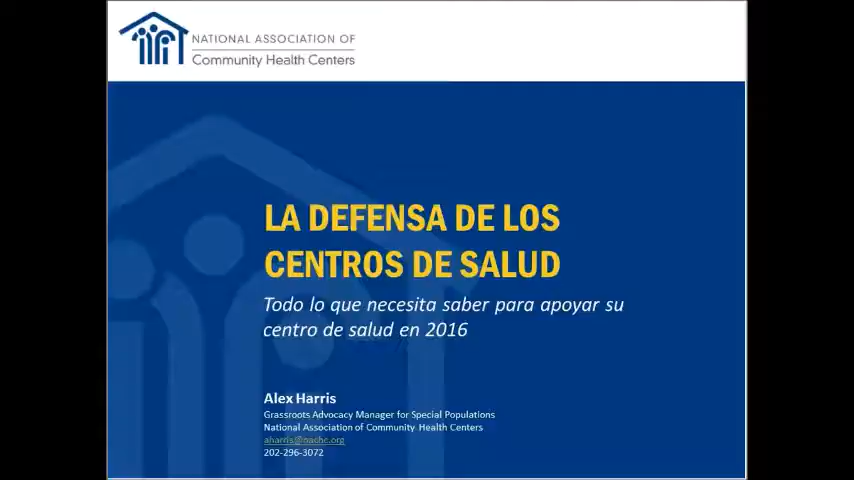 NATIONAL ASSOCIATION OF
Community Health Centers
LA DEFENSA DE LOS
CENTROS DE SALUD
Todo lo que necesita saber para apoyar su
centro de salud en 2016
Alex Harris
Grassroots Advocacy Manager for Special Populations
National Association of Community Health Centers
aharris@nachc.org
202-296-3072